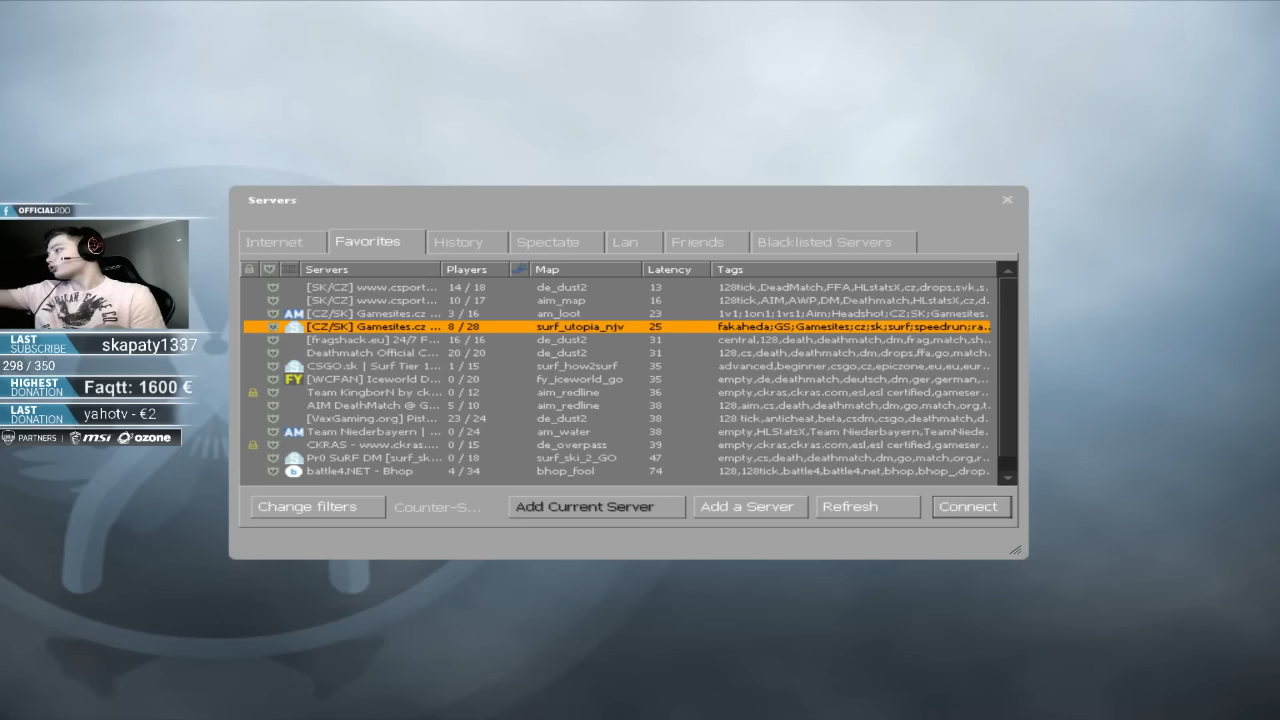 Servers
Internet Favorites History Spectate Lan Friends Blacklisted Servers
Servers Players Map Latency Tags
[SK/CZ] www.csport... 14 / 18 de_dust2 13 128tick,DeadMatch,FFA,HLstatsX,cz,drops,svk,s.
[SK/CZ] www.csport... 10 / 17 aim_map 16 128tick,AIM,AWP,DM,Deathmatch,HLstatsX,cz,d.
AM [CZ/SK] Gamesites.cz ... 3 / 16 am_loot 23 1v1;1on1;1vs1;Aim;Headshot;CZ;SK;Gamesites.
S [CZ/SK] Gamesites.cz ... 8 / 28 surf_utopia_njv 25 fakaheda;GS;Gamesites;cz;sk;surf;speedrun;ra..
[fragshack.eu] 24/7 F... 16 / 16 de_dust2 31 central,128,death,deathmatch,dm,frag,match,sh..
Deathmatch Official C... 20 / 20 de_dust2 31 128,cs,death,deathmatch,dm,drops,ffa,go,match.
S CSGO.sk | Surf Tier 1... 1 / 15 surf_how2surf 35 advanced,beginner,csgo,cz,epiczone,eu,eu,eur..
FY [WCFAN] Iceworld D... 0 / 20 fy_iceworld_go 35 empty,de,deathmatch,deutsch,dm,ger,german,..
Team KingborN by ck... 0 / 12 aim_redline 36 empty,ckras,ckras.com,esl,esl certified,gameser..
AIM DeathMatch @ G... 5 / 10 aim_redline 38 128,aim,cs,death,deathmatch,dm,go,match,org,t.
[VexGaming.org] Pist... 23 / 24 de_dust2 38 128 tick,anticheat,beta,csdm,csgo,deathmatch,d.
AM Team Niederbayern | ... 0 / 24 am_water 38 empty,HLStatsX,Team Niederbayern,TeamNiede..
CKRAS - www.ckras.... 0 / 15 de_overpass 39 empty,ckras,ckras.com,esl,esl certified,gameser..
S Pr0 SuRF DM [surf_sk... 0 / 18 surf_ski_2_GO 47 empty,cs,death,deathmatch,dm,go,match,org,r..
b battle4.NET - Bhop 4 / 34 bhop_fool 74 128,128tick,battle4,battle4.net,bhop,bhop_,drop.
Change filters Counter-S... Add Current Server Add a Server Refresh Connect
f OFFICIALRDO
LAST SUBSCRIBE skapaty1337
298 / 350
HIGHEST DONATION Faqtt: 1600 €
LAST DONATION yahotv - €2
PARTNERS | msi ozone